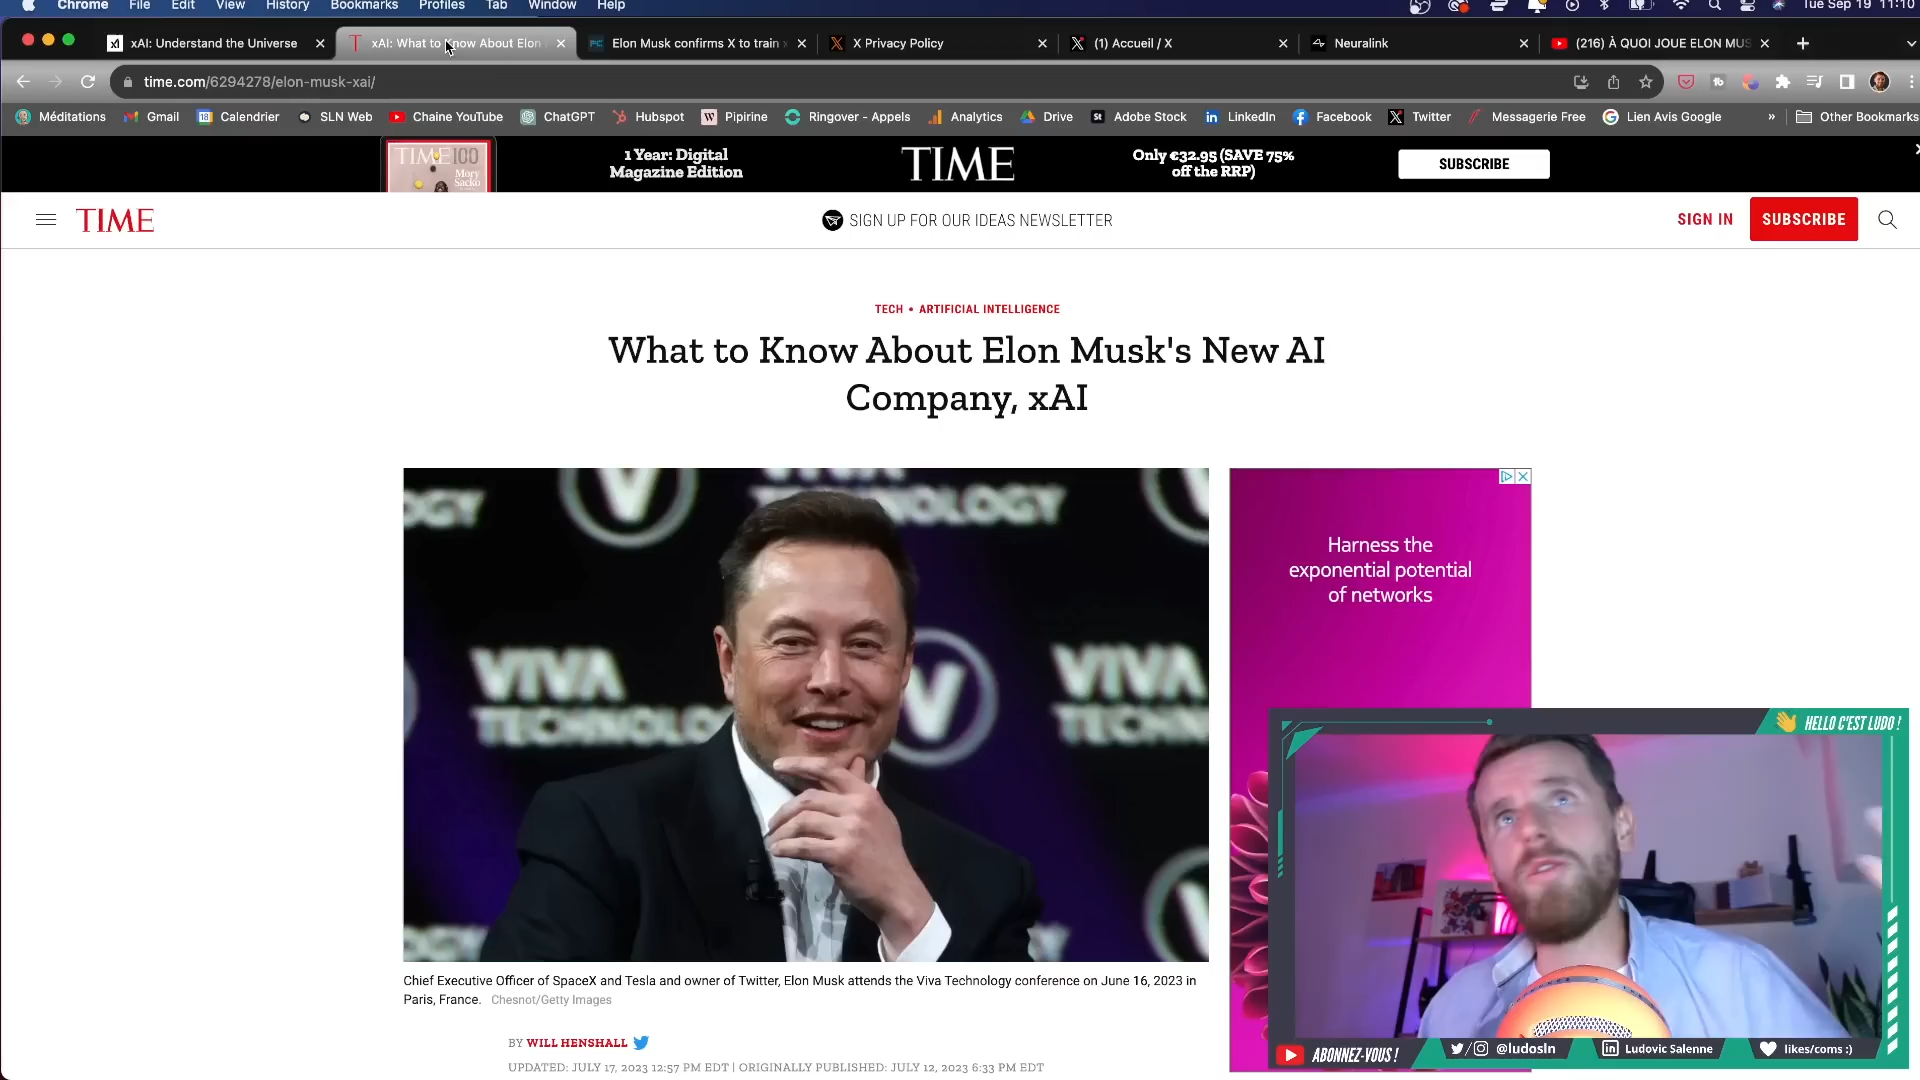 Chrome File Edit View History Bookmarks Profiles Tab Window Help Tue Sep 19 11:10
xAI: Understand the Universe xAI: What to Know About Elon Elon Musk confirms X to train X Privacy Policy (1) Accueil / X Neuralink (216) À QUOI JOUE ELON MUS
time.com/6294278/elon-musk-xai/
Méditations Gmail Calendrier SLN Web Chaine YouTube ChatGPT Hubspot Pipirine Ringover - Appels Analytics Drive Adobe Stock LinkedIn Facebook Twitter Messagerie Free Lien Avis Google » Other Bookmarks
TIME100
Mory
Sacko
1 Year: Digital
Magazine Edition
TIME
Only €32.95 (SAVE 75%
off the RRP)
SUBSCRIBE
TIME
SIGN UP FOR OUR IDEAS NEWSLETTER
SIGN IN
SUBSCRIBE
TECH • ARTIFICIAL INTELLIGENCE
What to Know About Elon Musk's New AI
Company, xAI
OGY
TECHNOLOGY
VIVA
TECHNOLO
VIVA
TECHNOLOG
OGY
Harness the
exponential potential
of networks
Chief Executive Officer of SpaceX and Tesla and owner of Twitter, Elon Musk attends the Viva Technology conference on June 16, 2023 in
Paris, France. Chesnot/Getty Images
BY WILL HENSHALL
UPDATED: JULY 17, 2023 12:57 PM EDT | ORIGINALLY PUBLISHED: JULY 12, 2023 6:33 PM EDT
HELLO C'EST LUDO !
ABONNEZ-VOUS !
@ludosln
Ludovic Salenne
likes/coms :)